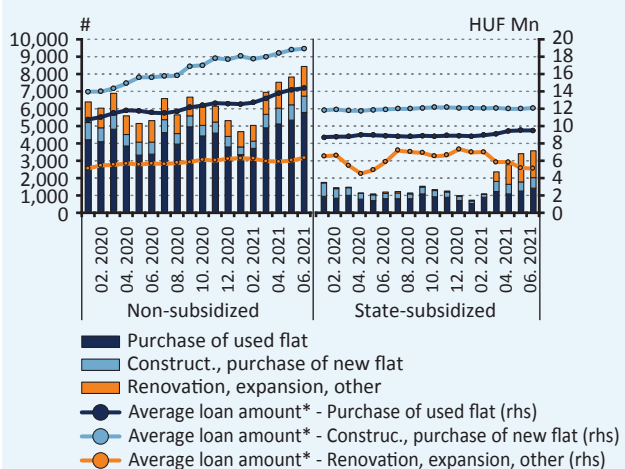 # HUF Mn
10,000 20
9,000 18
8,000 16
7,000 14
6,000 12
5,000 10
4,000 8
3,000 6
2,000 4
1,000 2
0 0
02. 2020 04. 2020 06. 2020 08. 2020 10. 2020 12. 2020 02. 2021 04. 2021 06. 2021 02. 2020 04. 2020 06. 2020 08. 2020 10. 2020 12. 2020 02. 2021 04. 2021 06. 2021
Non-subsidized State-subsidized
Purchase of used flat
Construct., purchase of new flat
Renovation, expansion, other
Average loan amount* - Purchase of used flat (rhs)
Average loan amount* - Construc., purchase of new flat (rhs)
Average loan amount* - Renovation, expansion, other (rhs)